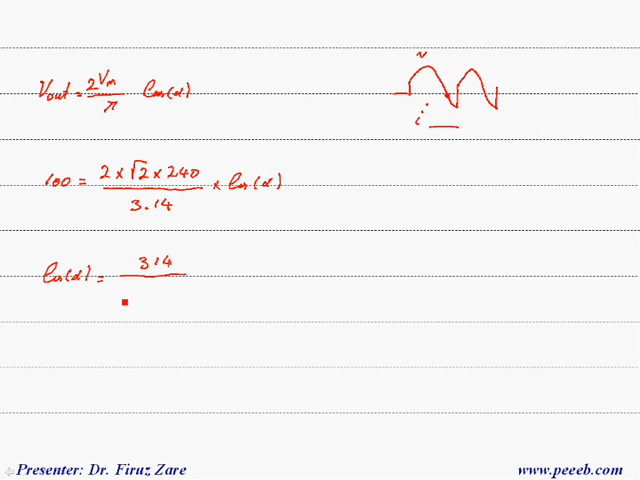 Vout = 2Vm / π Cos(α)
v
i
100 = 2 × √2 × 240 / 3.14 × Cos(α)
Cos(α) = 314
Presenter: Dr. Firuz Zare www.peeeb.com